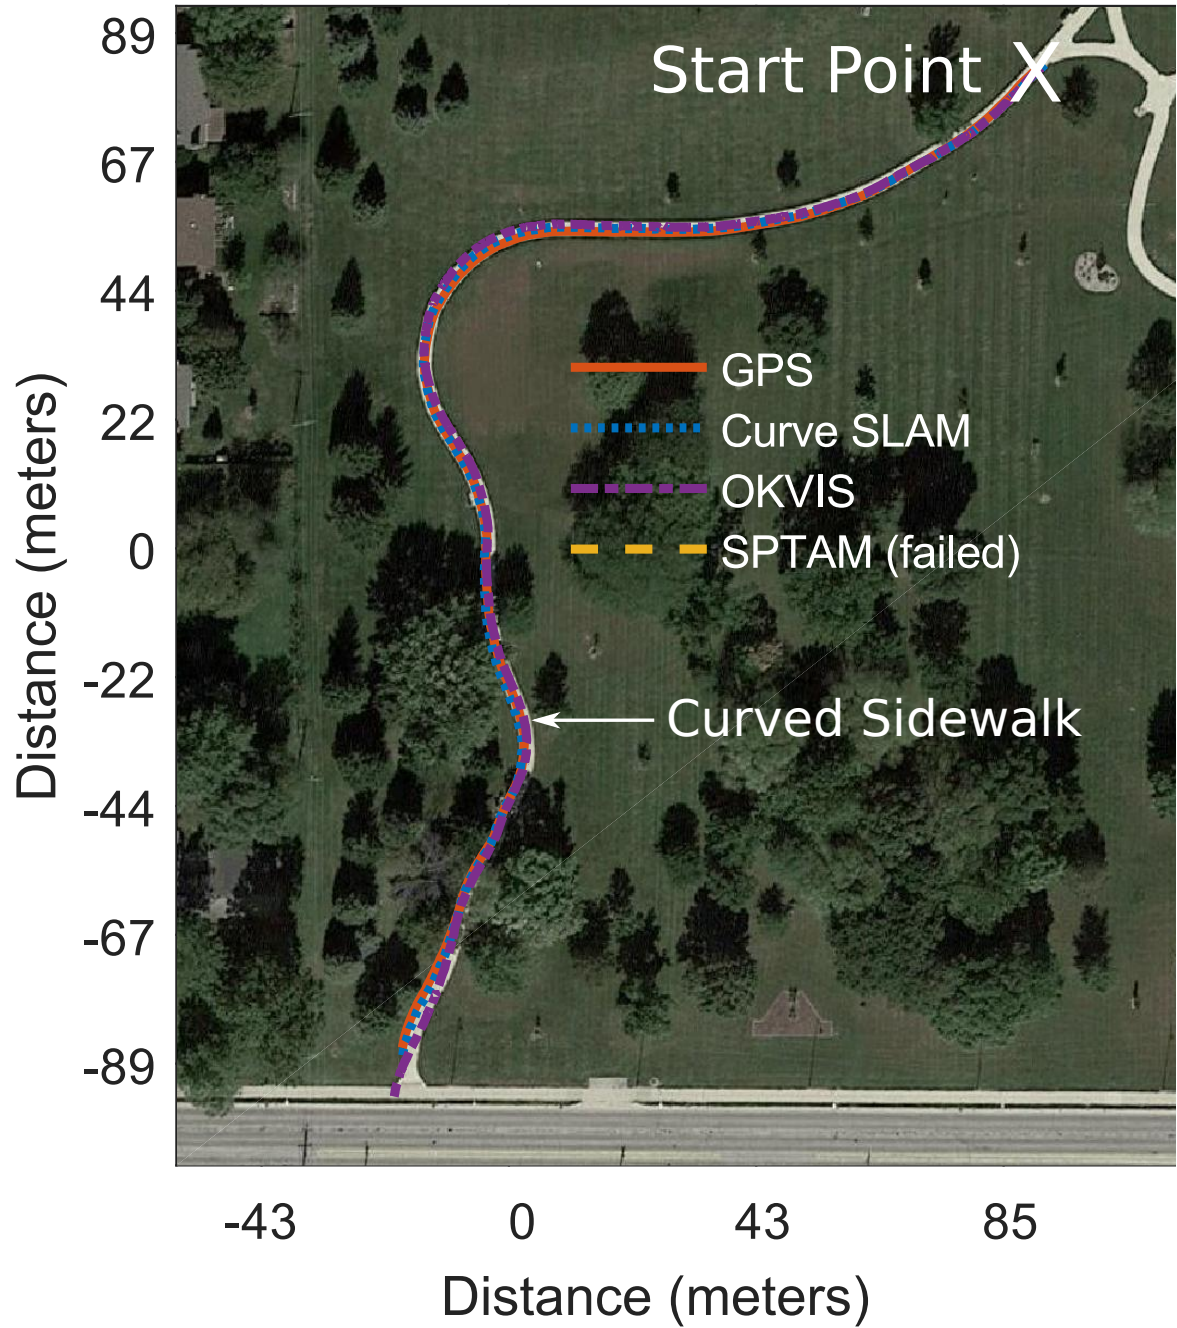 Start Point X
89
67
44
22
0
-22
-44
-67
-89
Distance (meters)
GPS
Curve SLAM
OKVIS
SPTAM (failed)
Curved Sidewalk
-43 0 43 85
Distance (meters)